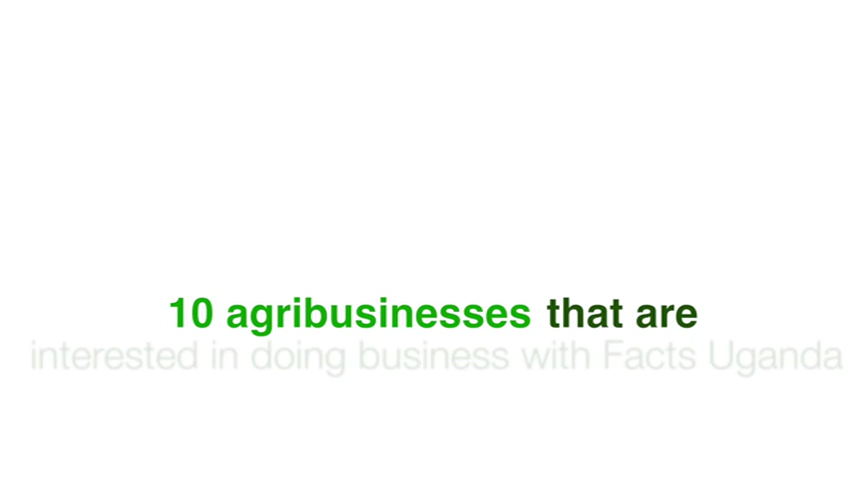 10 agribusinesses that are
interested in doing business with Facts Uganda